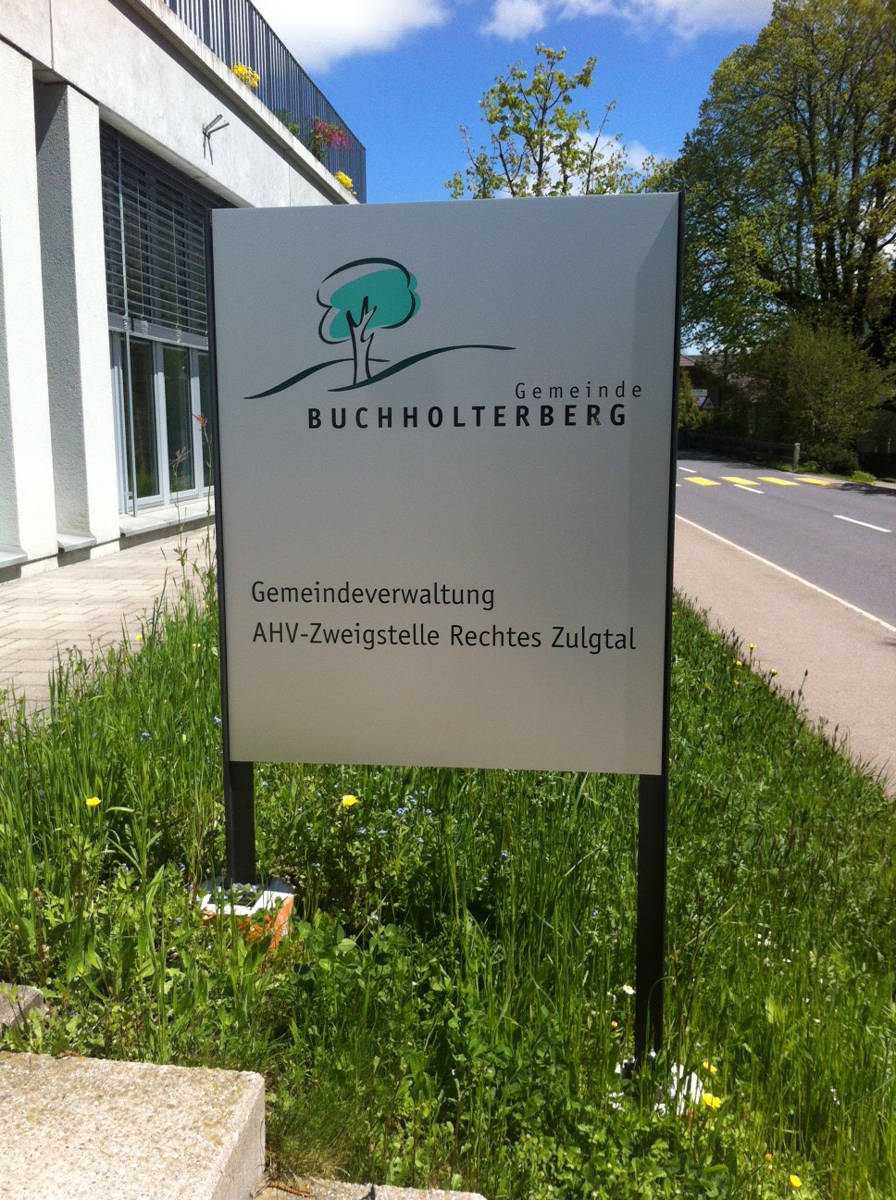 Gemeinde
BUCHHOLTERBERG
Gemeindeverwaltung
AHV-Zweigstelle Rechtes Zulgtal